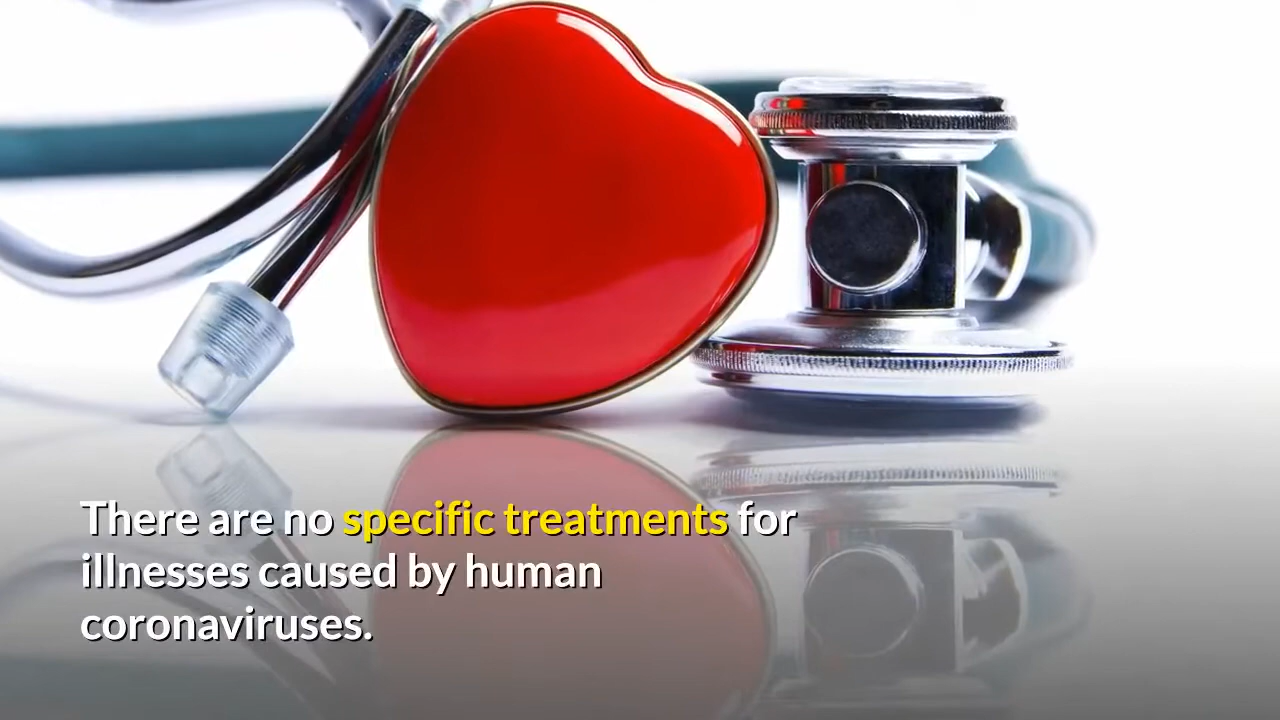 There are no specific treatments for
illnesses caused by human
coronaviruses.